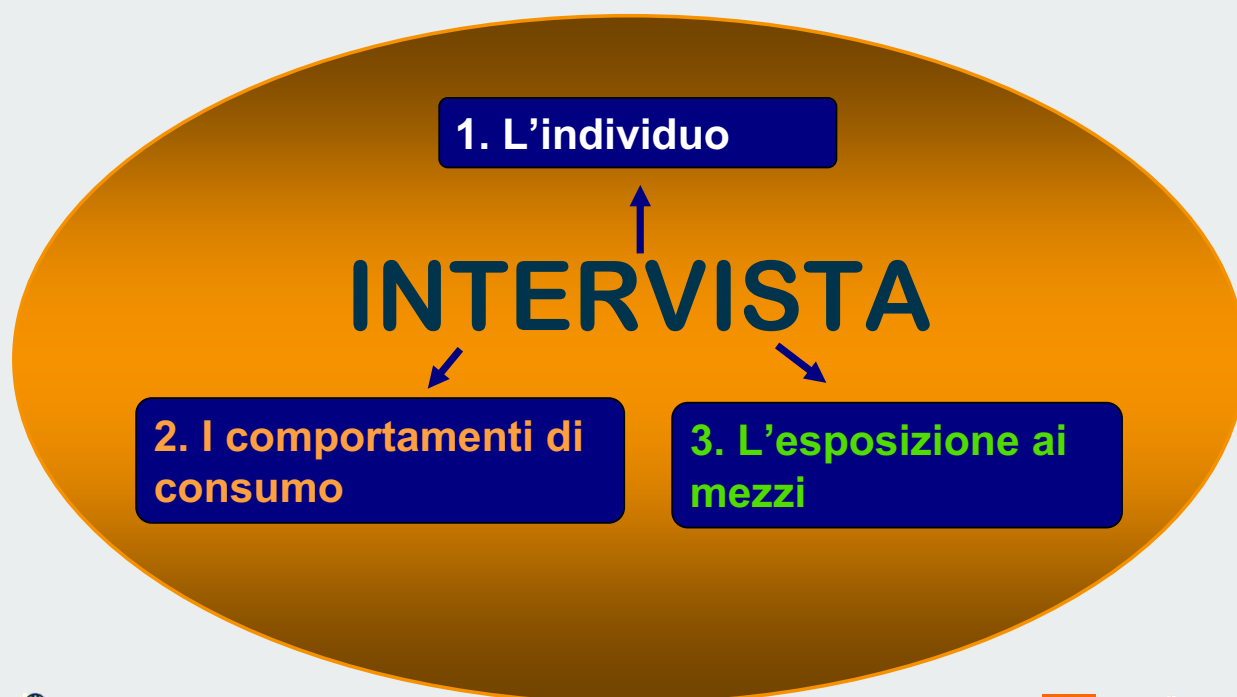 1. L’individuo
INTERVISTA
2. I comportamenti di
consumo
3. L’esposizione ai
mezzi